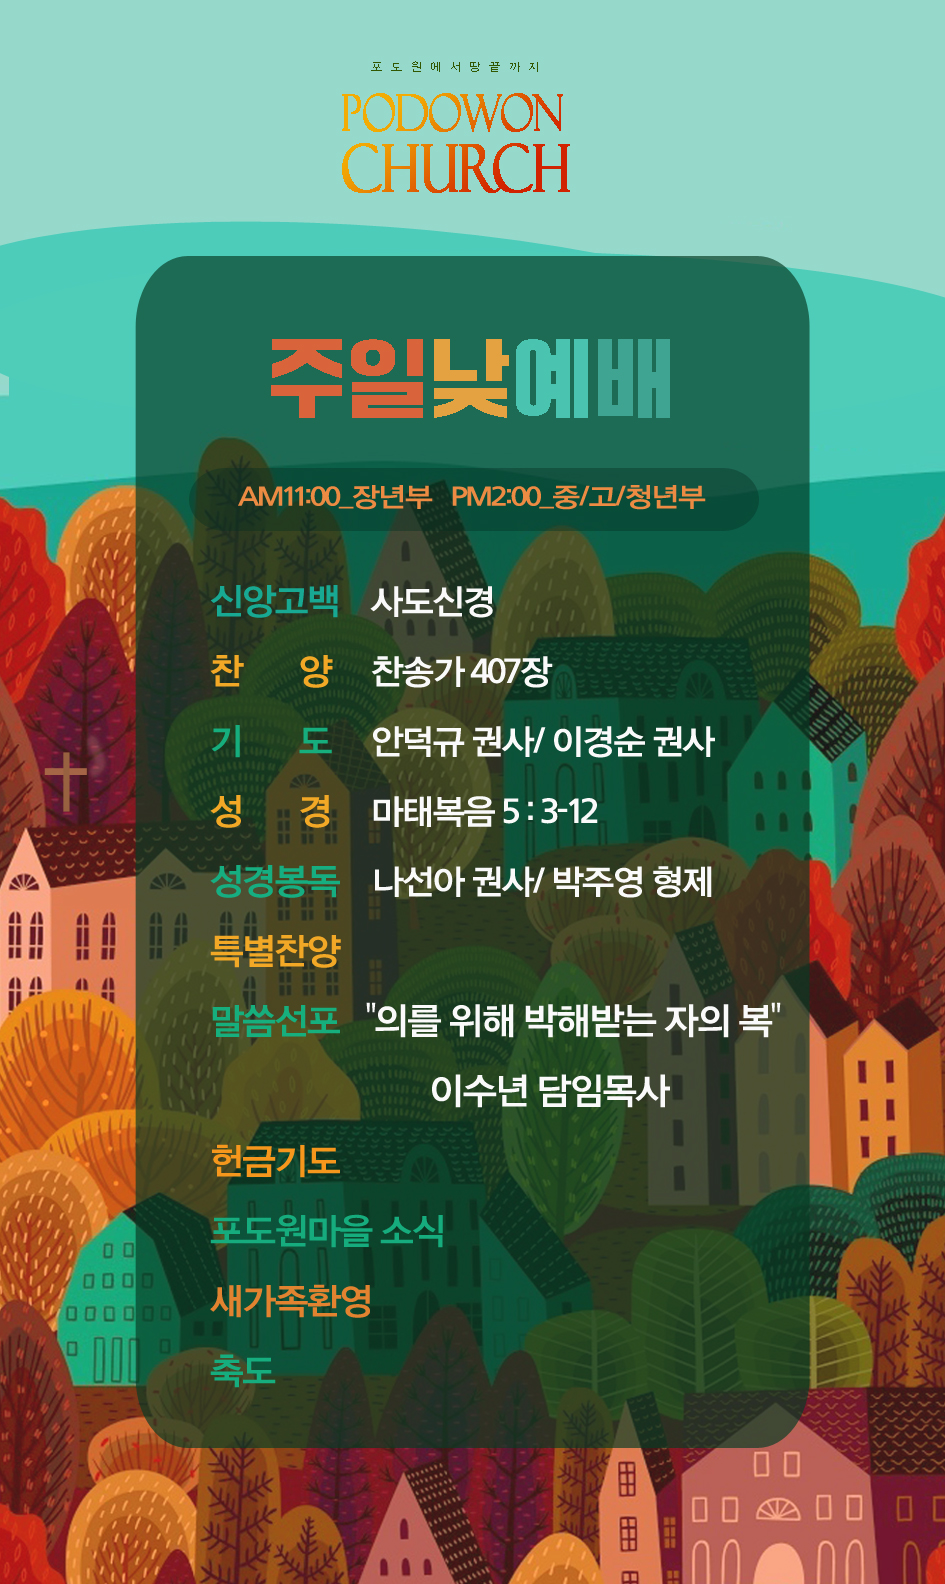 포도원에서땅끝까지
PODOWON
CHURCH
주일낮예배
AM11:00_장년부 PM2:00_중/고/청년부
신앙고백 사도신경
찬 양 찬송가 407장
기 도 안덕규 권사/ 이경순 권사
성 경 마태복음 5 : 3-12
성경봉독 나선아 권사/ 박주영 형제
특별찬양
말씀선포 "의를 위해 박해받는 자의 복"
이수년 담임목사
헌금기도
포도원마을 소식
새가족환영
축도